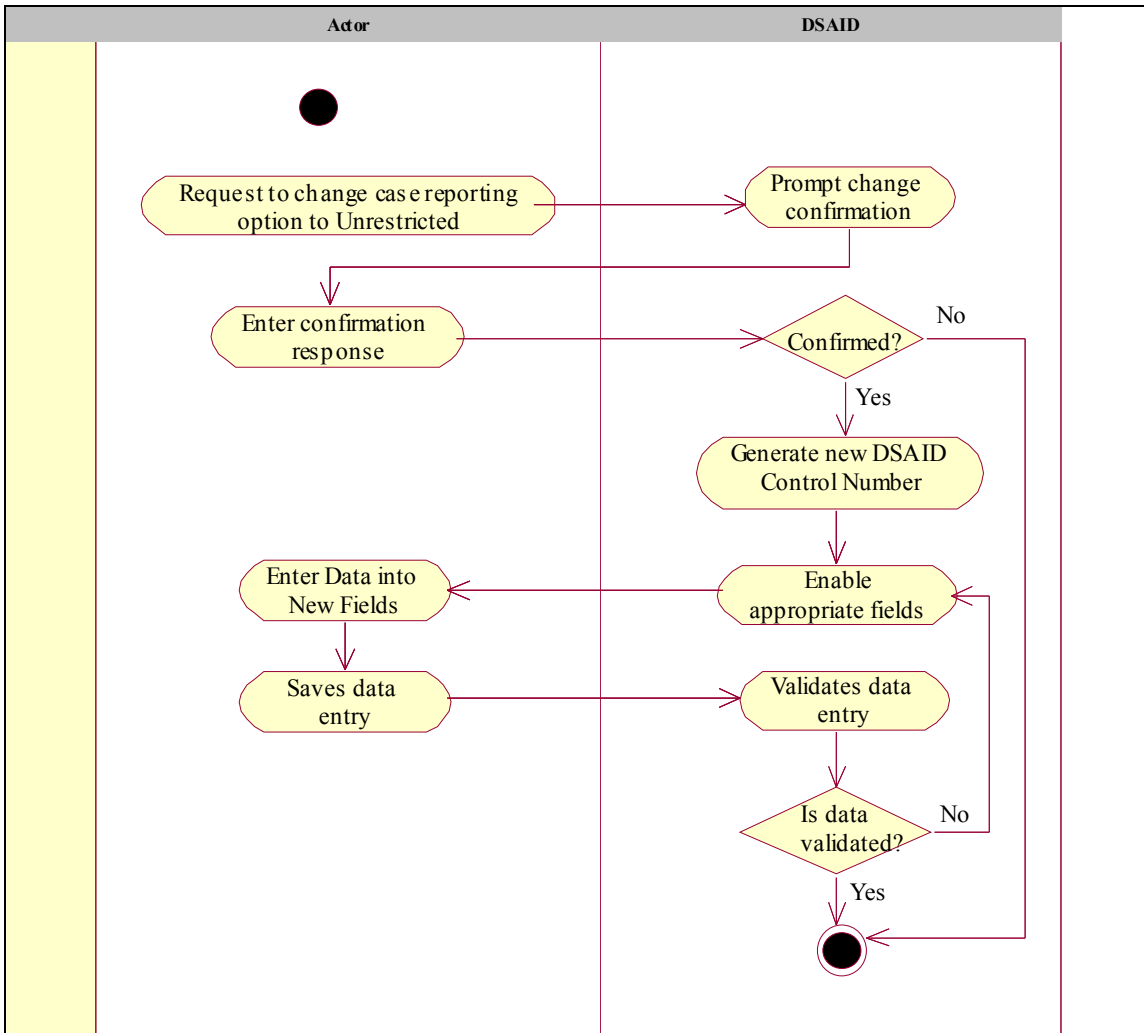 Actor
DSAID
Request to change case reporting
option to Unrestricted
Prompt change
confirmation
Enter confirmation
response
Confirmed?
No
Yes
Generate new DSAID
Control Number
Enter Data into
New Fields
Enable
appropriate fields
Saves data
entry
Validates data
entry
Is data
validated?
No
Yes